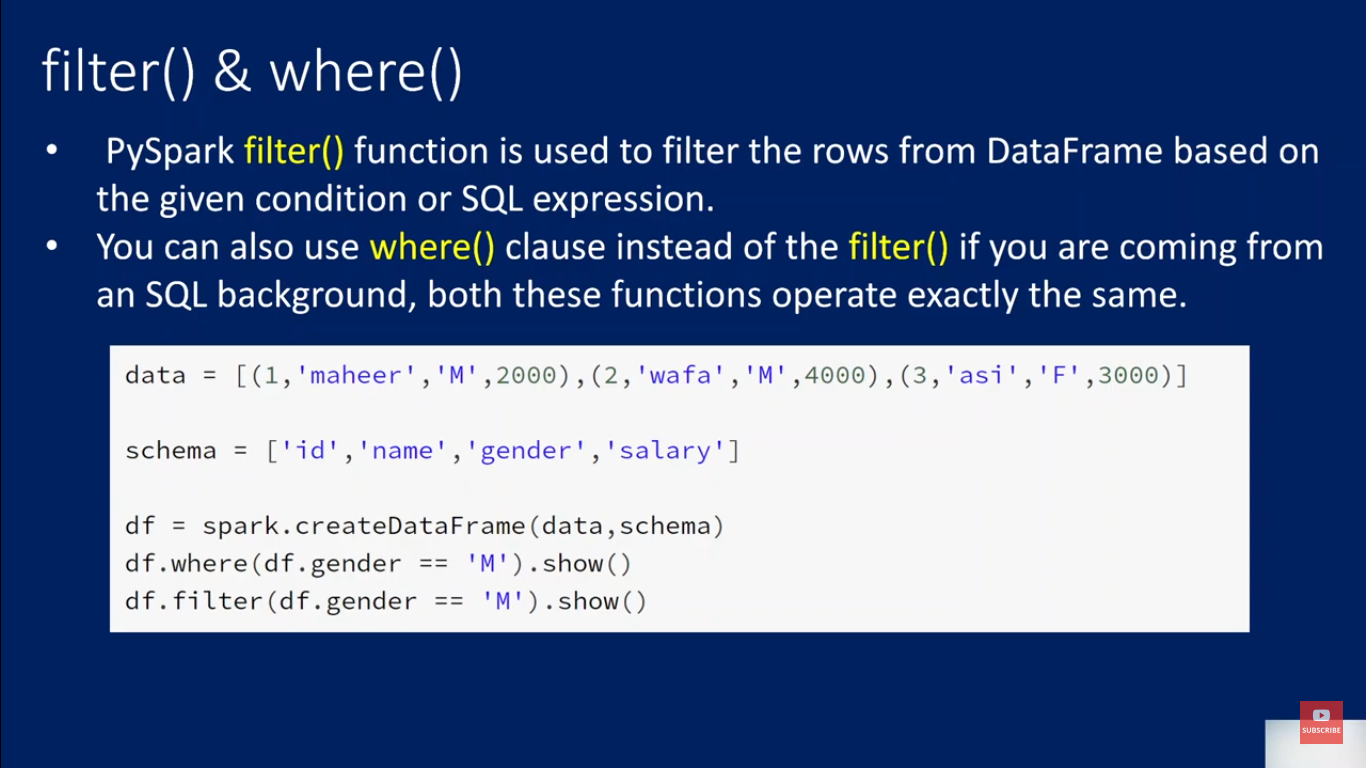 filter() & where()
• PySpark filter() function is used to filter the rows from DataFrame based on
the given condition or SQL expression.
• You can also use where() clause instead of the filter() if you are coming from
an SQL background, both these functions operate exactly the same.
data = [(1,'maheer','M',2000),(2,'wafa','M',4000),(3,'asi','F',3000)]
schema = ['id','name','gender','salary']
df = spark.createDataFrame(data,schema)
df.where(df.gender == 'M').show()
df.filter(df.gender == 'M').show()
SUBSCRIBE